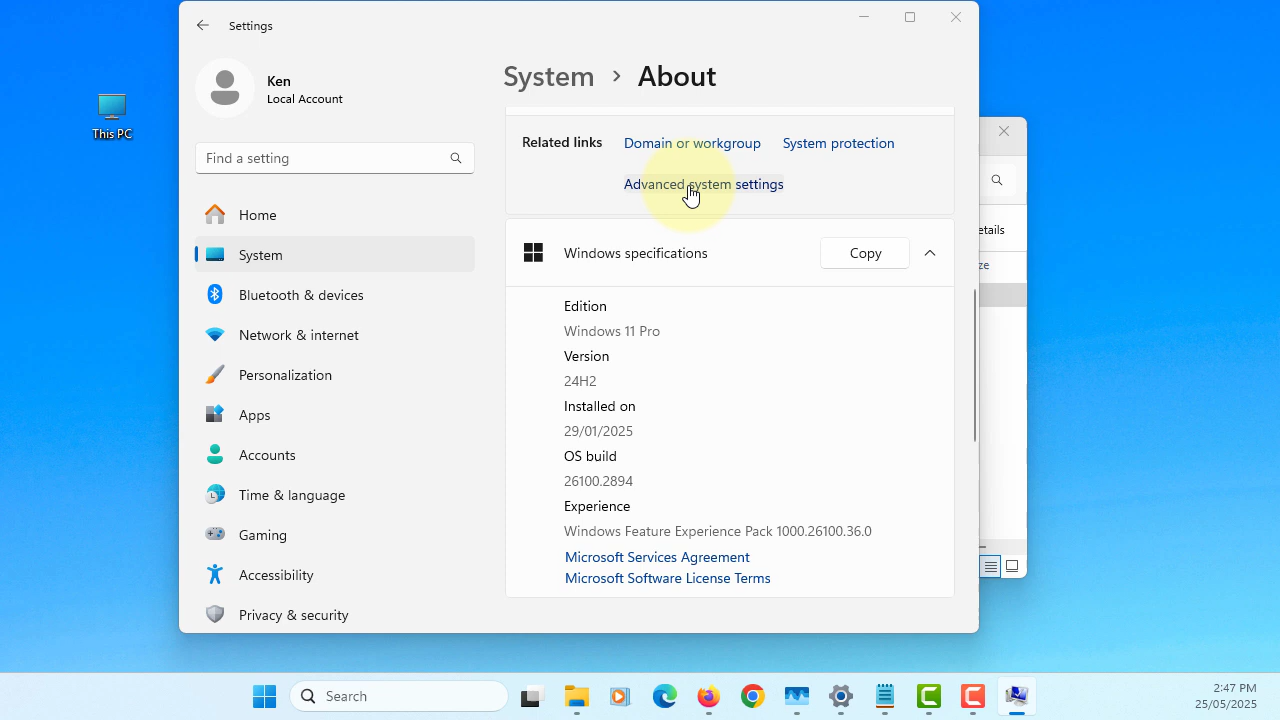 Settings
Ken
Local Account
Find a setting
Home
System
Bluetooth & devices
Network & internet
Personalization
Apps
Accounts
Time & language
Gaming
Accessibility
Privacy & security
System > About
Related links Domain or workgroup System protection
Advanced system settings
Windows specifications Copy
Edition
Windows 11 Pro
Version
24H2
Installed on
29/01/2025
OS build
26100.2894
Experience
Windows Feature Experience Pack 1000.26100.36.0
Microsoft Services Agreement
Microsoft Software License Terms
This PC
etails
ze
Search
2:47 PM
25/05/2025